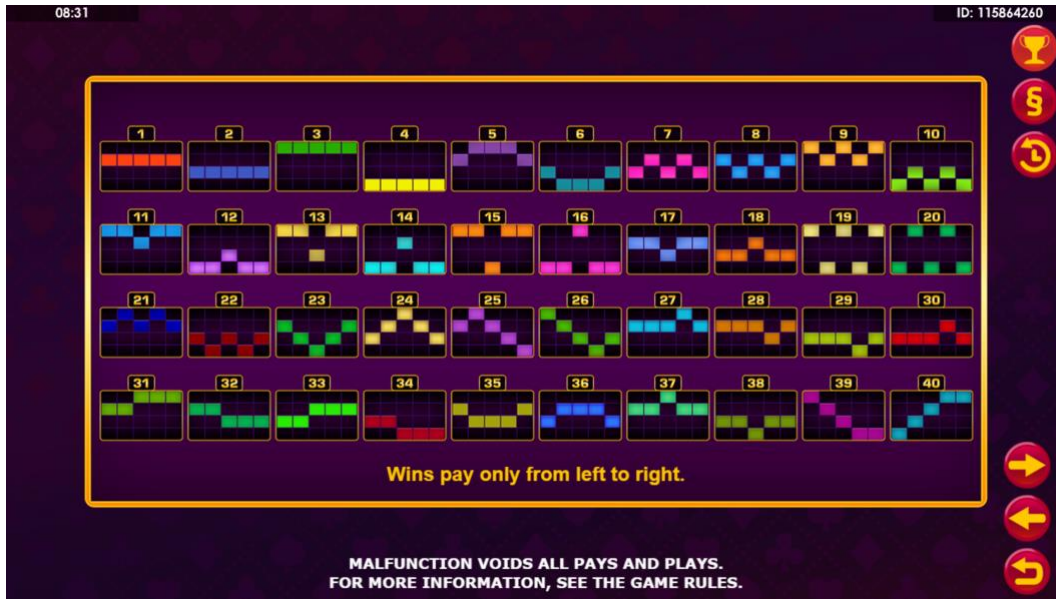 08:31 ID: 115864260
1 2 3 4 5 6 7 8 9 10
11 12 13 14 15 16 17 18 19 20
21 22 23 24 25 26 27 28 29 30
31 32 33 34 35 36 37 38 39 40
Wins pay only from left to right.
MALFUNCTION VOIDS ALL PAYS AND PLAYS.
FOR MORE INFORMATION, SEE THE GAME RULES.
§